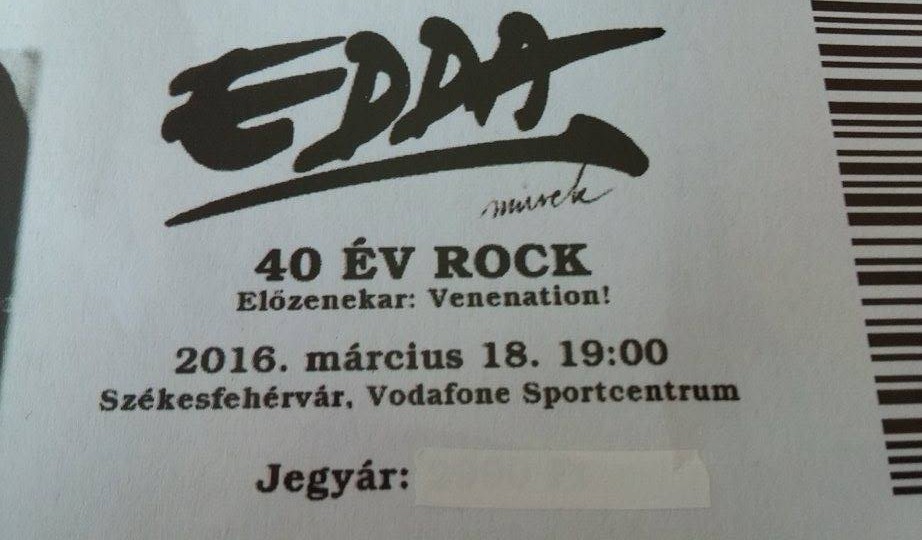 EDDA
művek
40 ÉV ROCK
Előzenekar: Venenation!
2016. március 18. 19:00
Székesfehérvár, Vodafone Sportcentrum
Jegyár: